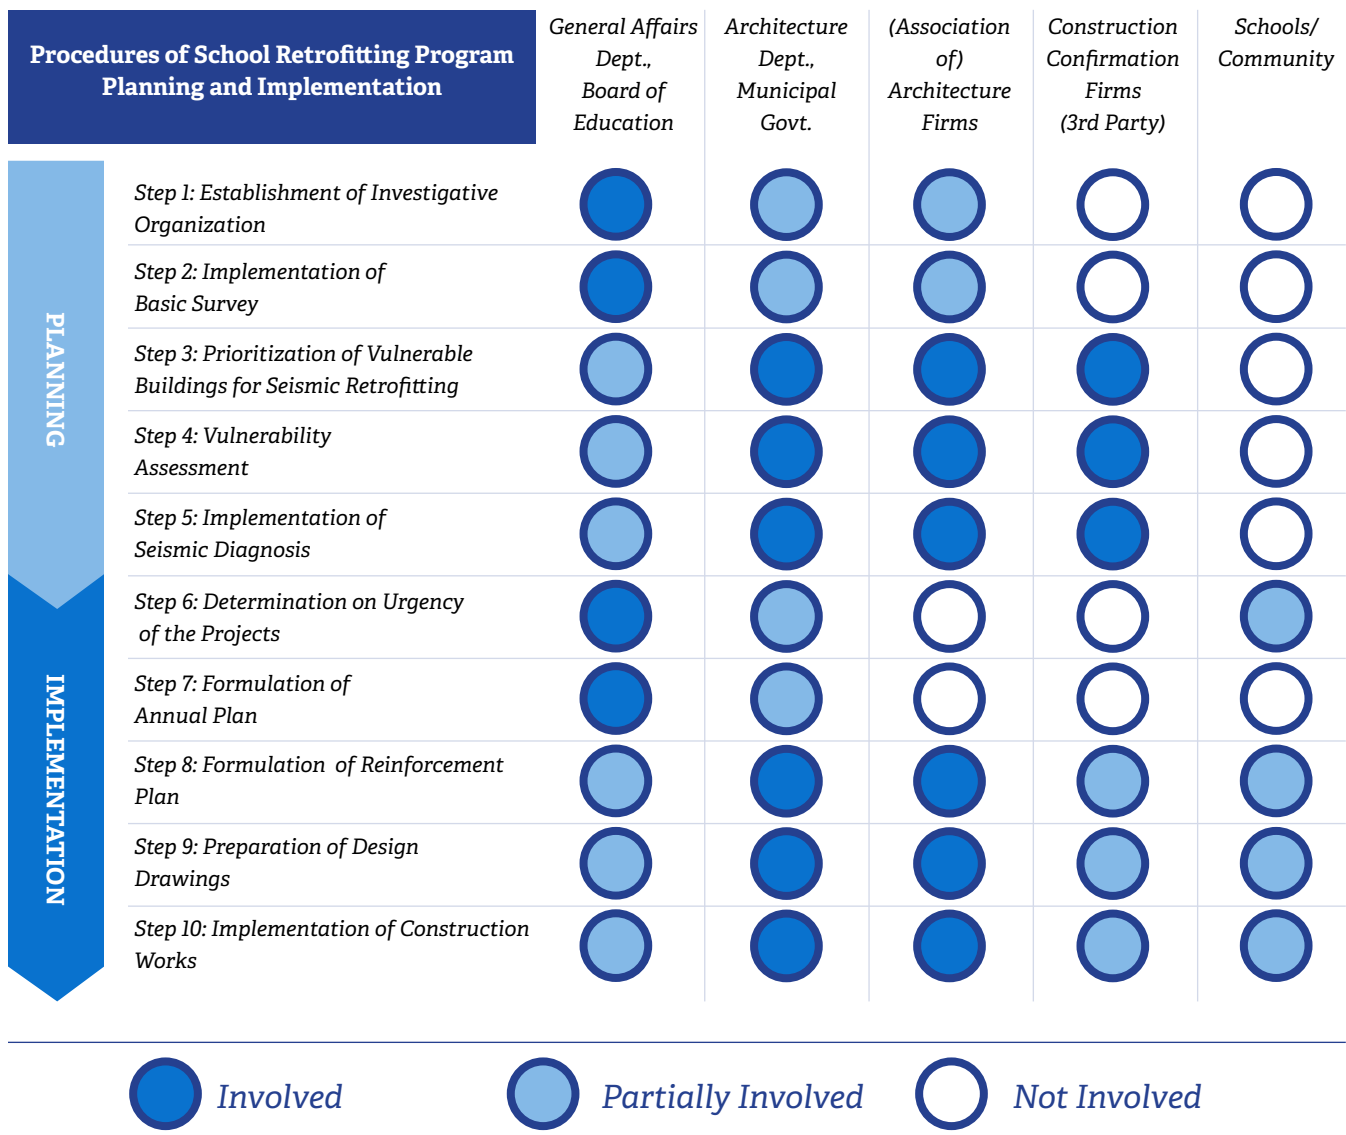 Procedures of School Retrofitting Program
Planning and Implementation
General Affairs
Dept.,
Board of
Education
Architecture
Dept.,
Municipal
Govt.
(Association
of)
Architecture
Firms
Construction
Confirmation
Firms
(3rd Party)
Schools/
Community
PLANNING
Step 1: Establishment of Investigative
Organization
Step 2: Implementation of
Basic Survey
Step 3: Prioritization of Vulnerable
Buildings for Seismic Retrofitting
Step 4: Vulnerability
Assessment
Step 5: Implementation of
Seismic Diagnosis
IMPLEMENTATION
Step 6: Determination on Urgency
of the Projects
Step 7: Formulation of
Annual Plan
Step 8: Formulation of Reinforcement
Plan
Step 9: Preparation of Design
Drawings
Step 10: Implementation of Construction
Works
Involved
Partially Involved
Not Involved